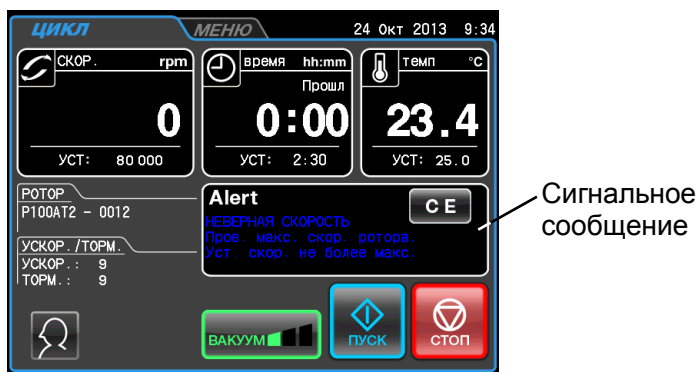 ЦИКЛ МЕНЮ 24 Окт 2013 9:34
СКОР. rpm
0
УСТ: 80 000
время hh:mm
Прошл
0:00
УСТ: 2:30
темп °C
23.4
УСТ: 25.0
РОТОР
P100AT2 - 0012
УСКОР./ТОРМ.
УСКОР.: 9
ТОРМ.: 9
Alert
CE
НЕВЕРНАЯ СКОРОСТЬ
Пров. макс. скор. ротора.
Уст. скор. не более макс.
Сигнальное
сообщение
ВАКУУМ
ПУСК
СТОП